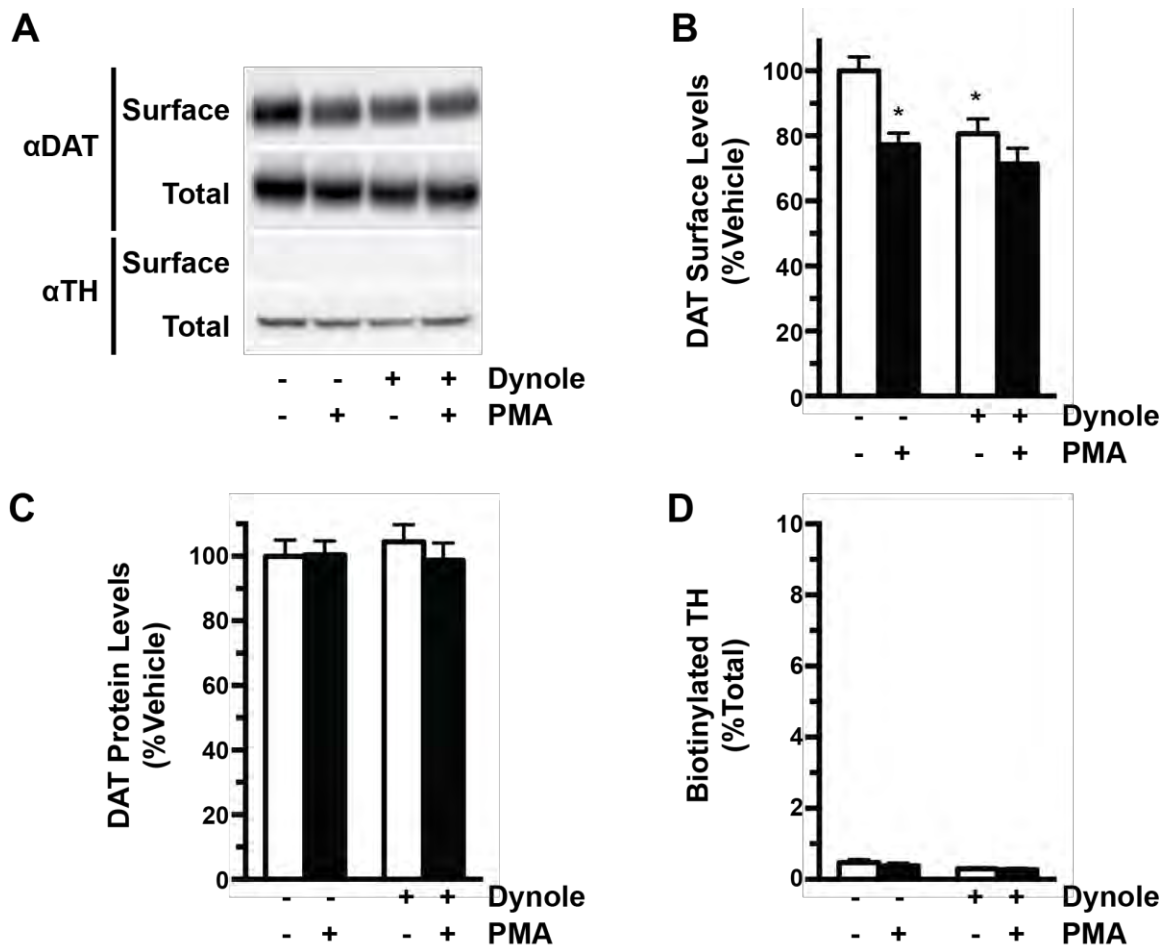 A
αDAT
Surface
Total
αTH
Surface
Total
- - + + Dynole
- + - + PMA
B
DAT Surface Levels
(%Vehicle)
100
80
60
40
20
0
* *
- - + + Dynole
- + - + PMA
C
DAT Protein Levels
(%Vehicle)
100
80
60
40
20
0
- - + + Dynole
- + - + PMA
D
Biotinylated TH
(%Total)
10
8
6
4
2
0
- - + + Dynole
- + - + PMA